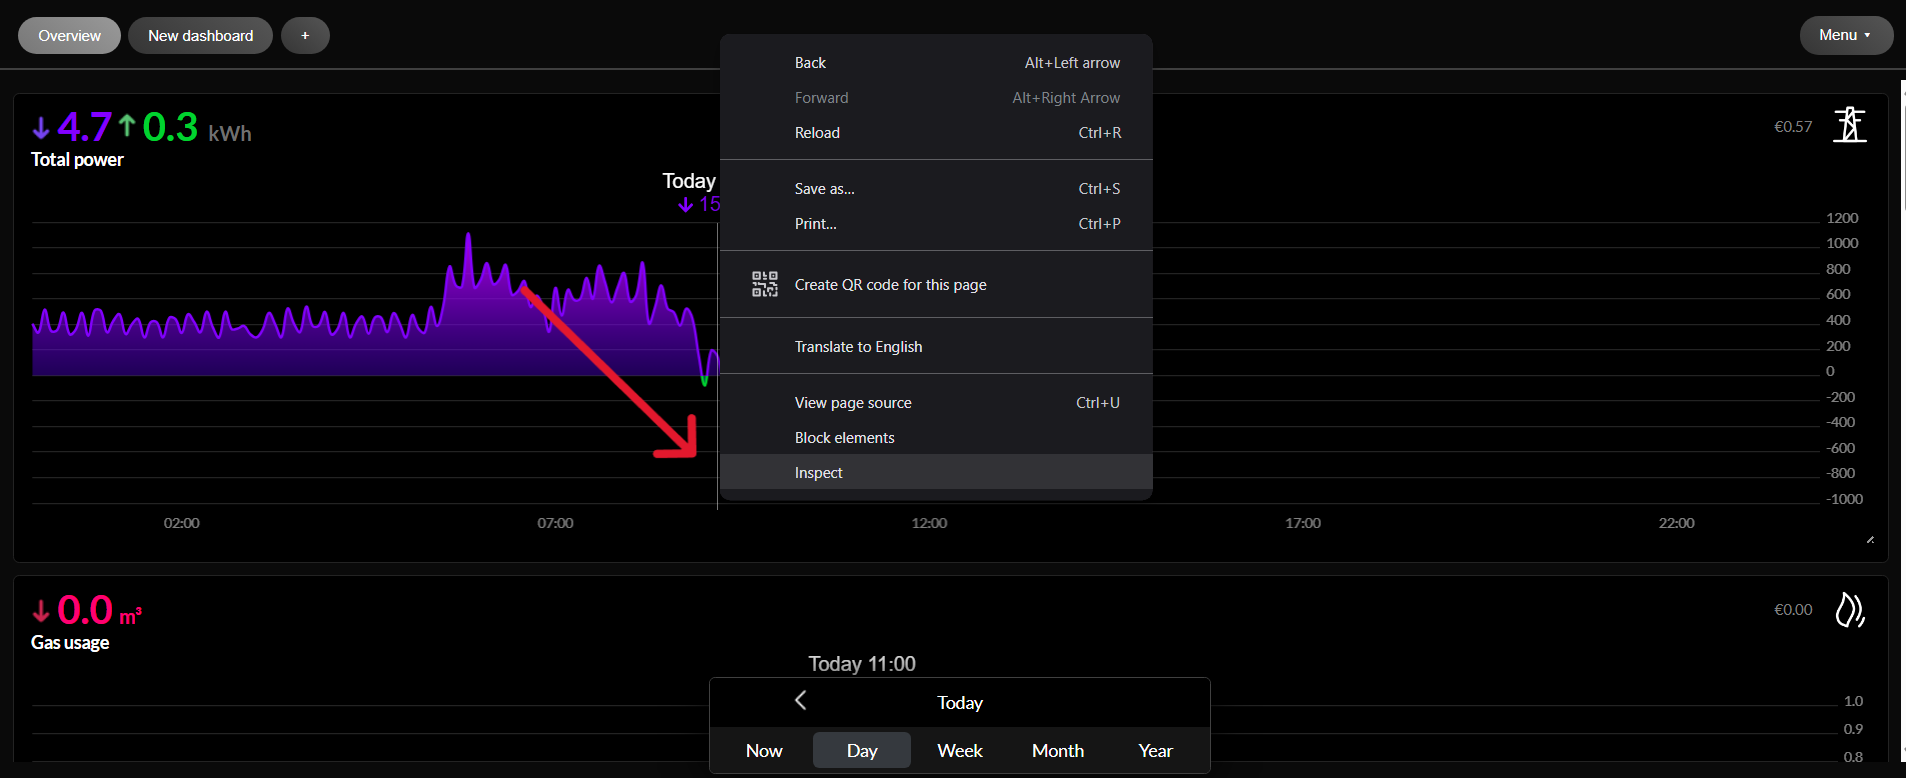 Overview
New dashboard
+
Menu
4.7 0.3 kWh
Total power
€0.57
Today
15
Back Alt+Left arrow
Forward Alt+Right Arrow
Reload Ctrl+R
Save as... Ctrl+S
Print... Ctrl+P
Create QR code for this page
Translate to English
View page source Ctrl+U
Block elements
Inspect
1200
1000
800
600
400
200
0
-200
-400
-600
-800
-1000
02:00 07:00 12:00 17:00 22:00
0.0 m³
Gas usage
€0.00
Today 11:00
1.0
0.9
0.8
Today
Now Day Week Month Year